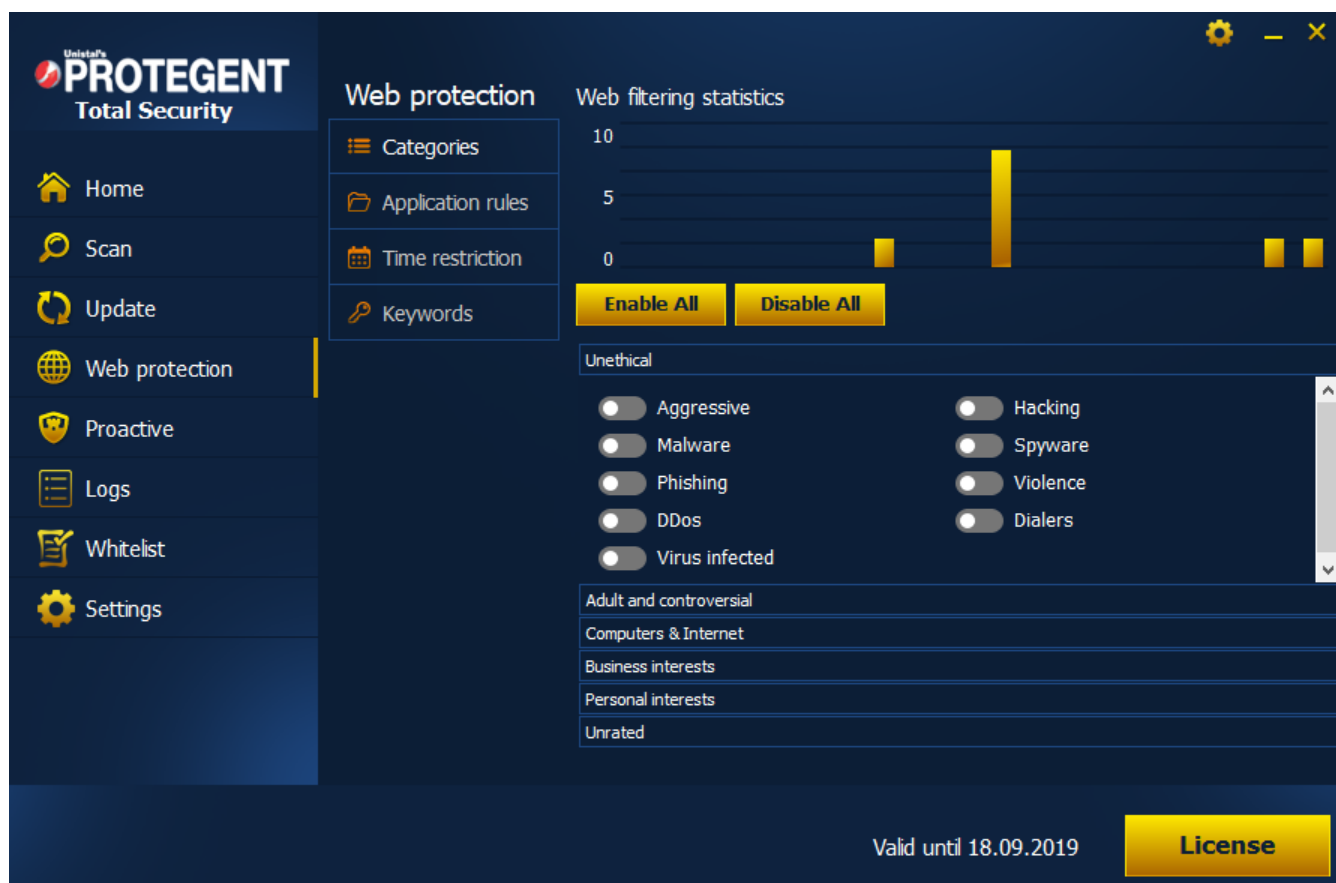 Unistal's
PROTEGENT
Total Security
Home
Scan
Update
Web protection
Proactive
Logs
Whitelist
Settings
Web protection
Categories
Application rules
Time restriction
Keywords
Web filtering statistics
10
5
0
Enable All
Disable All
Unethical
Aggressive
Hacking
Malware
Spyware
Phishing
Violence
DDos
Dialers
Virus infected
Adult and controversial
Computers & Internet
Business interests
Personal interests
Unrated
Valid until 18.09.2019
License